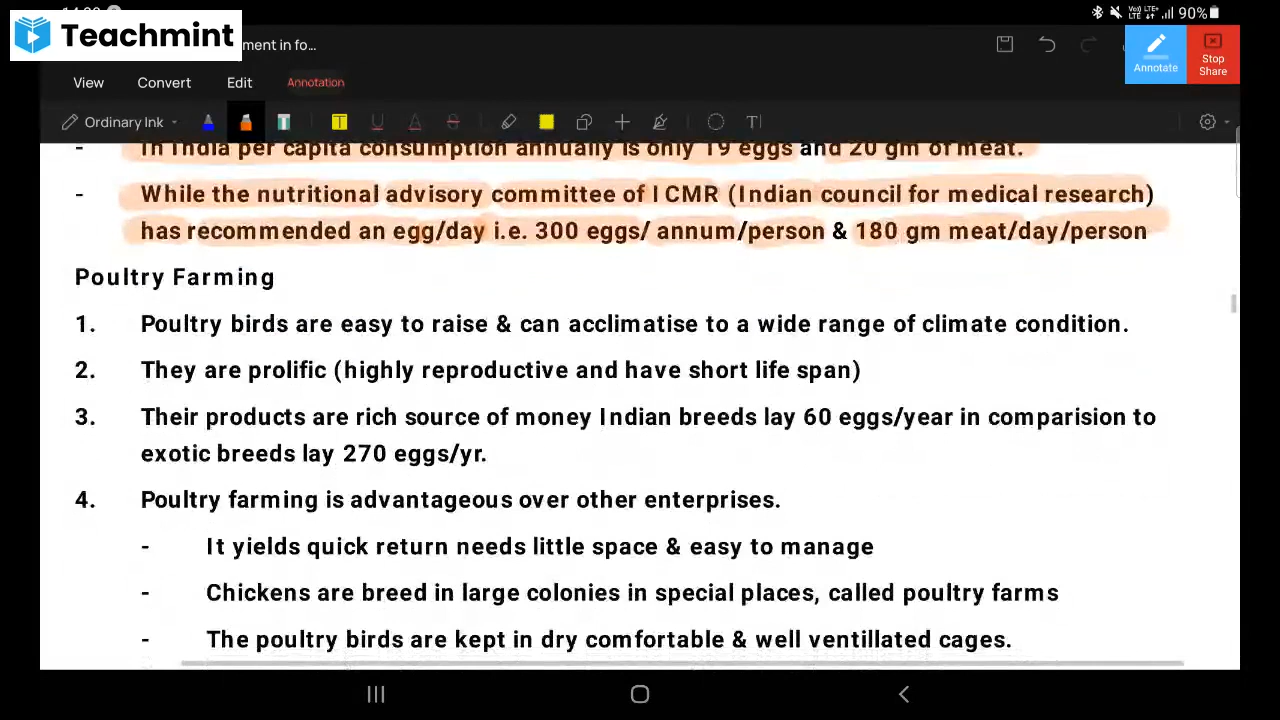 Teachmint
ment in fo...
Vo) LTE+
LTE
90%
Annotate
Stop
Share
View Convert Edit Annotation
Ordinary Ink
- In India per capita consumption annually is only 19 eggs and 20 gm of meat.
- While the nutritional advisory committee of ICMR (Indian council for medical research)
has recommended an egg/day i.e. 300 eggs/ annum/person & 180 gm meat/day/person
Poultry Farming
1. Poultry birds are easy to raise & can acclimatise to a wide range of climate condition.
2. They are prolific (highly reproductive and have short life span)
3. Their products are rich source of money Indian breeds lay 60 eggs/year in comparision to
exotic breeds lay 270 eggs/yr.
4. Poultry farming is advantageous over other enterprises.
- It yields quick return needs little space & easy to manage
- Chickens are breed in large colonies in special places, called poultry farms
- The poultry birds are kept in dry comfortable & well ventillated cages.